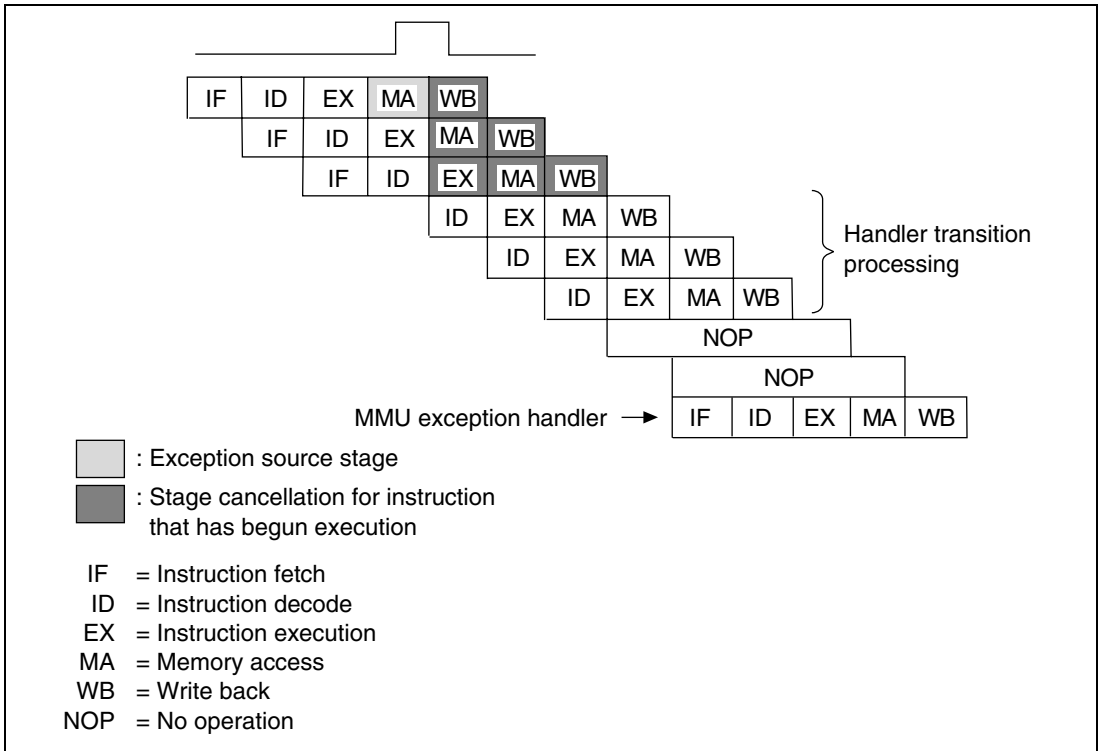 IF ID EX MA WB
IF ID EX MA WB
IF ID EX MA WB
ID EX MA WB
ID EX MA WB
ID EX MA WB
Handler transition
processing
NOP
NOP
MMU exception handler
IF ID EX MA WB
: Exception source stage
: Stage cancellation for instruction
that has begun execution
IF = Instruction fetch
ID = Instruction decode
EX = Instruction execution
MA = Memory access
WB = Write back
NOP = No operation